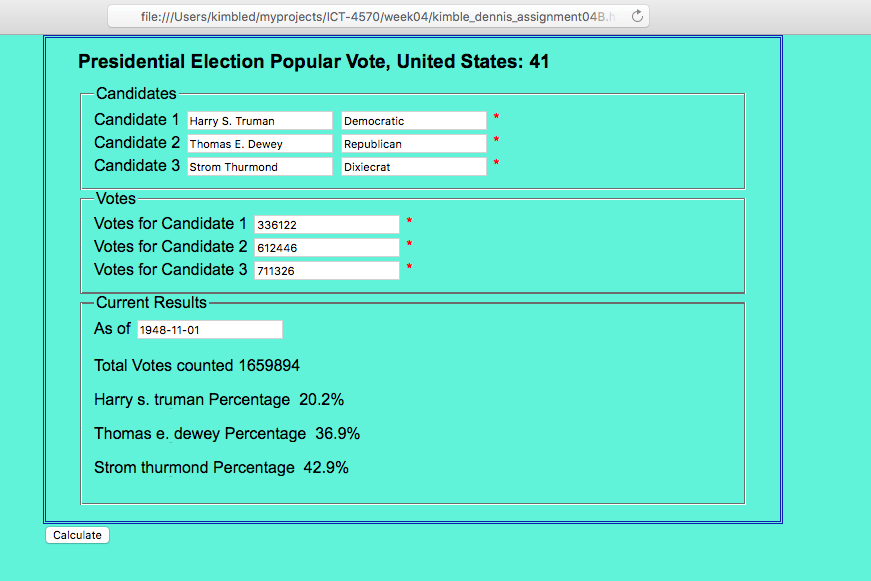 file:///Users/kimbled/myprojects/ICT-4570/week04/kimble_dennis_assignment04B.h
Presidential Election Popular Vote, United States: 41
Candidates
Candidate 1 Harry S. Truman Democratic *
Candidate 2 Thomas E. Dewey Republican *
Candidate 3 Strom Thurmond Dixiecrat *
Votes
Votes for Candidate 1 336122 *
Votes for Candidate 2 612446 *
Votes for Candidate 3 711326 *
Current Results
As of 1948-11-01
Total Votes counted 1659894
Harry s. truman Percentage 20.2%
Thomas e. dewey Percentage 36.9%
Strom thurmond Percentage 42.9%
Calculate